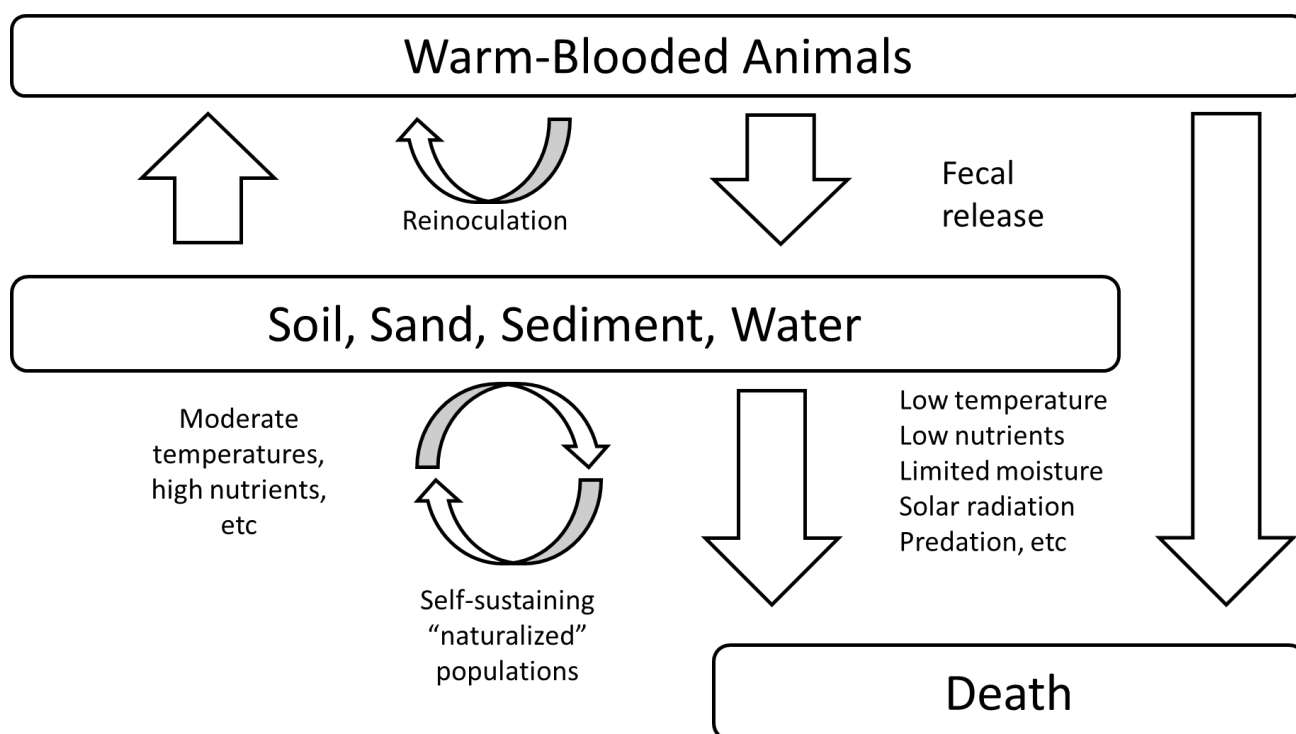 Warm-Blooded Animals
Reinoculation
Fecal
release
Soil, Sand, Sediment, Water
Moderate
temperatures,
high nutrients,
etc
Low temperature
Low nutrients
Limited moisture
Solar radiation
Predation, etc
Self-sustaining
“naturalized”
populations
Death